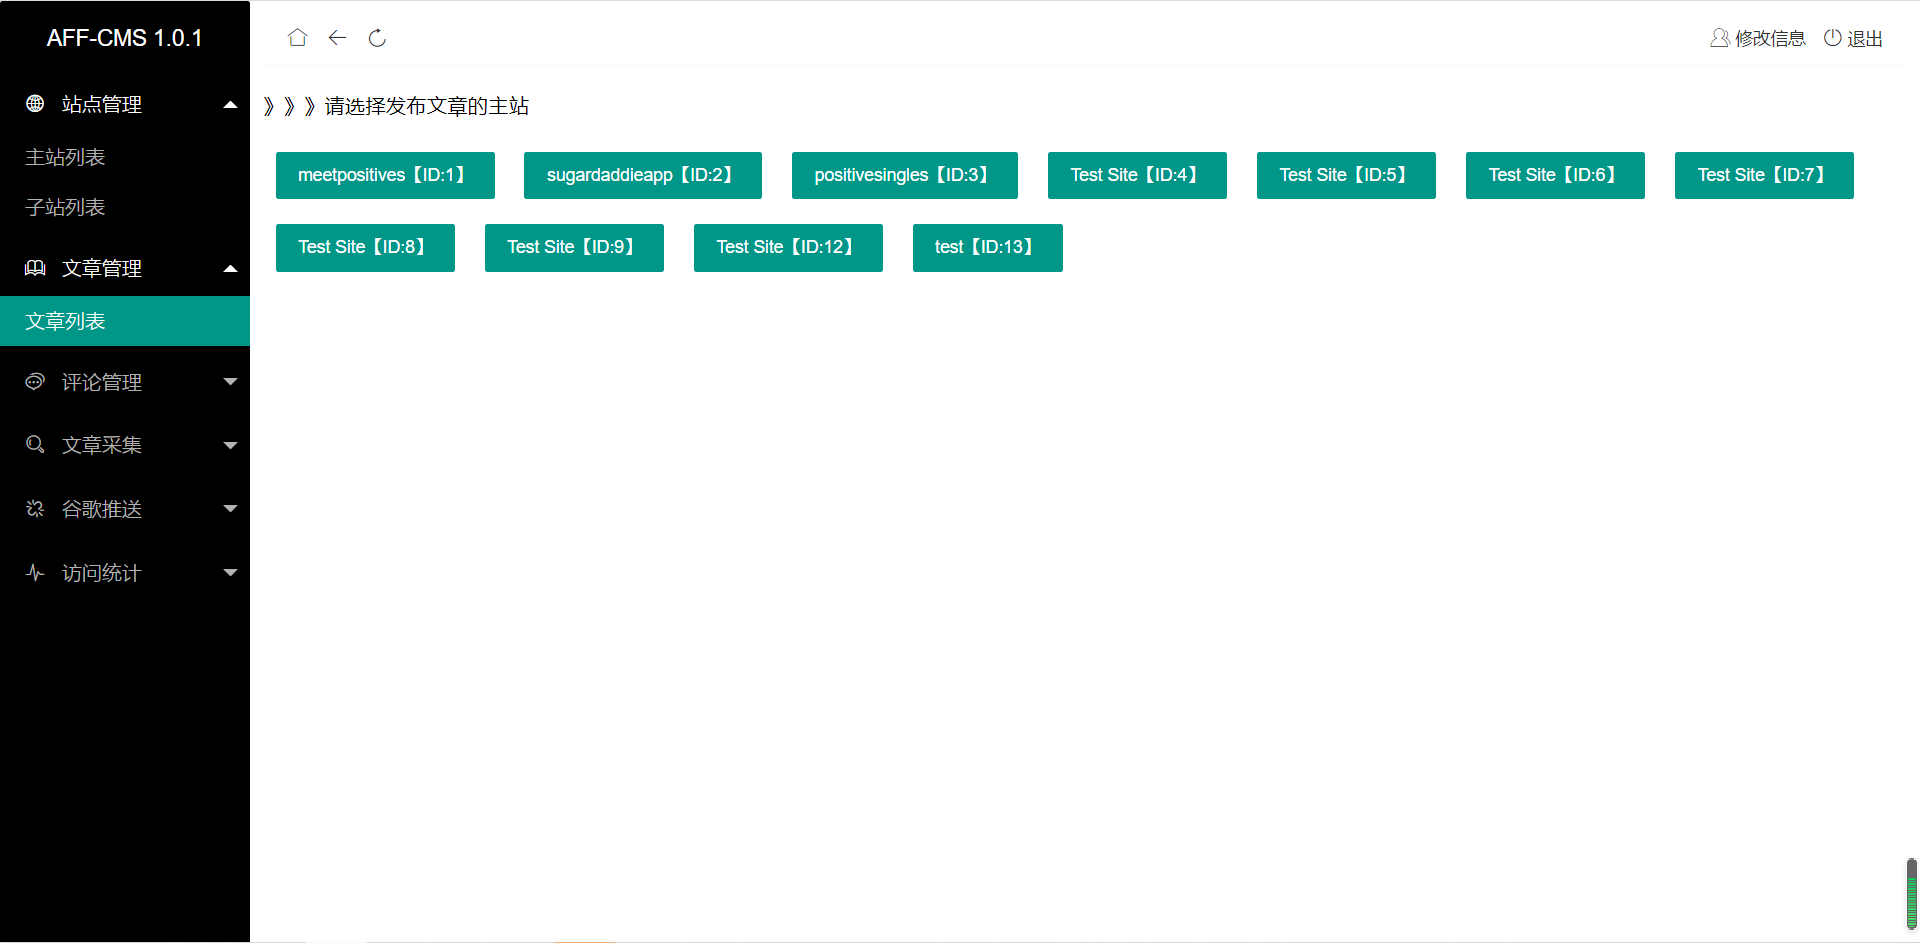 AFF-CMS 1.0.1
修改信息 退出
站点管理
主站列表
子站列表
文章管理
文章列表
评论管理
文章采集
谷歌推送
访问统计
》》》请选择发布文章的主站
meetpositives【ID:1】 sugardaddieapp【ID:2】 positivesingles【ID:3】 Test Site【ID:4】 Test Site【ID:5】 Test Site【ID:6】 Test Site【ID:7】
Test Site【ID:8】 Test Site【ID:9】 Test Site【ID:12】 test【ID:13】